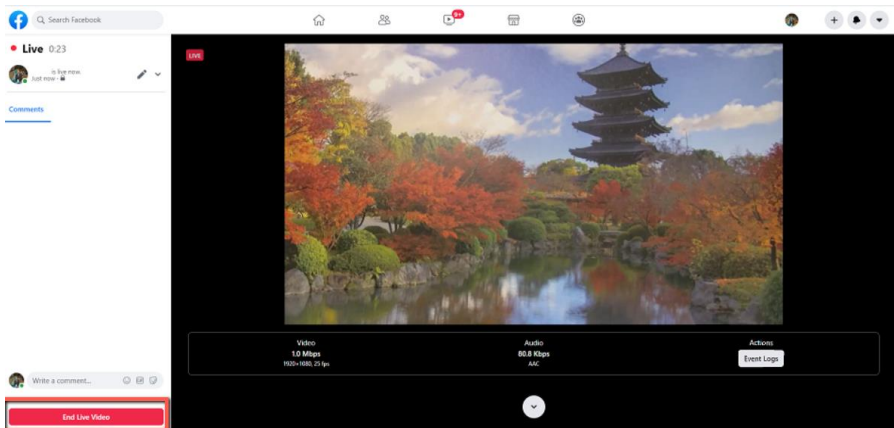 Search Facebook
9+
Live 0:23
is live now.
Just now ·
Comments
LIVE
Video
1.0 Mbps
1920×1080, 25 fps
Audio
80.8 Kbps
AAC
Actions
Event Logs
Write a comment...
End Live Video